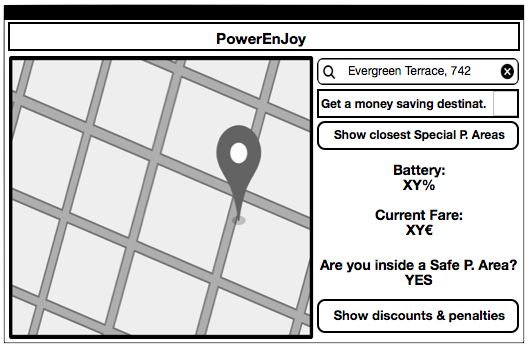 PowerEnJoy
Evergreen Terrace, 742
Get a money saving destinat.
Show closest Special P. Areas
Battery:
XY%
Current Fare:
XY€
Are you inside a Safe P. Area?
YES
Show discounts & penalties